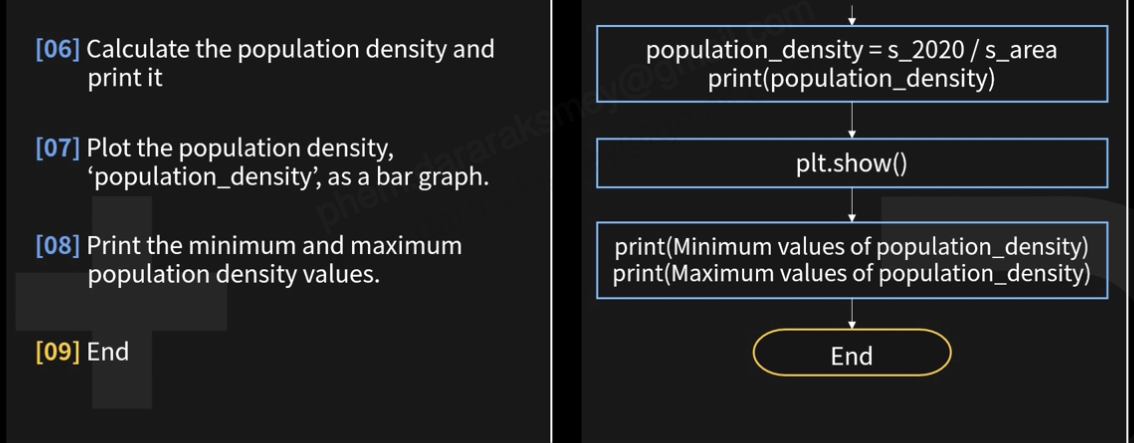 [06] Calculate the population density and
print it
[07] Plot the population density,
‘population_density’, as a bar graph.
[08] Print the minimum and maximum
population density values.
[09] End
population_density = s_2020 / s_area
print(population_density)
plt.show()
print(Minimum values of population_density)
print(Maximum values of population_density)
End